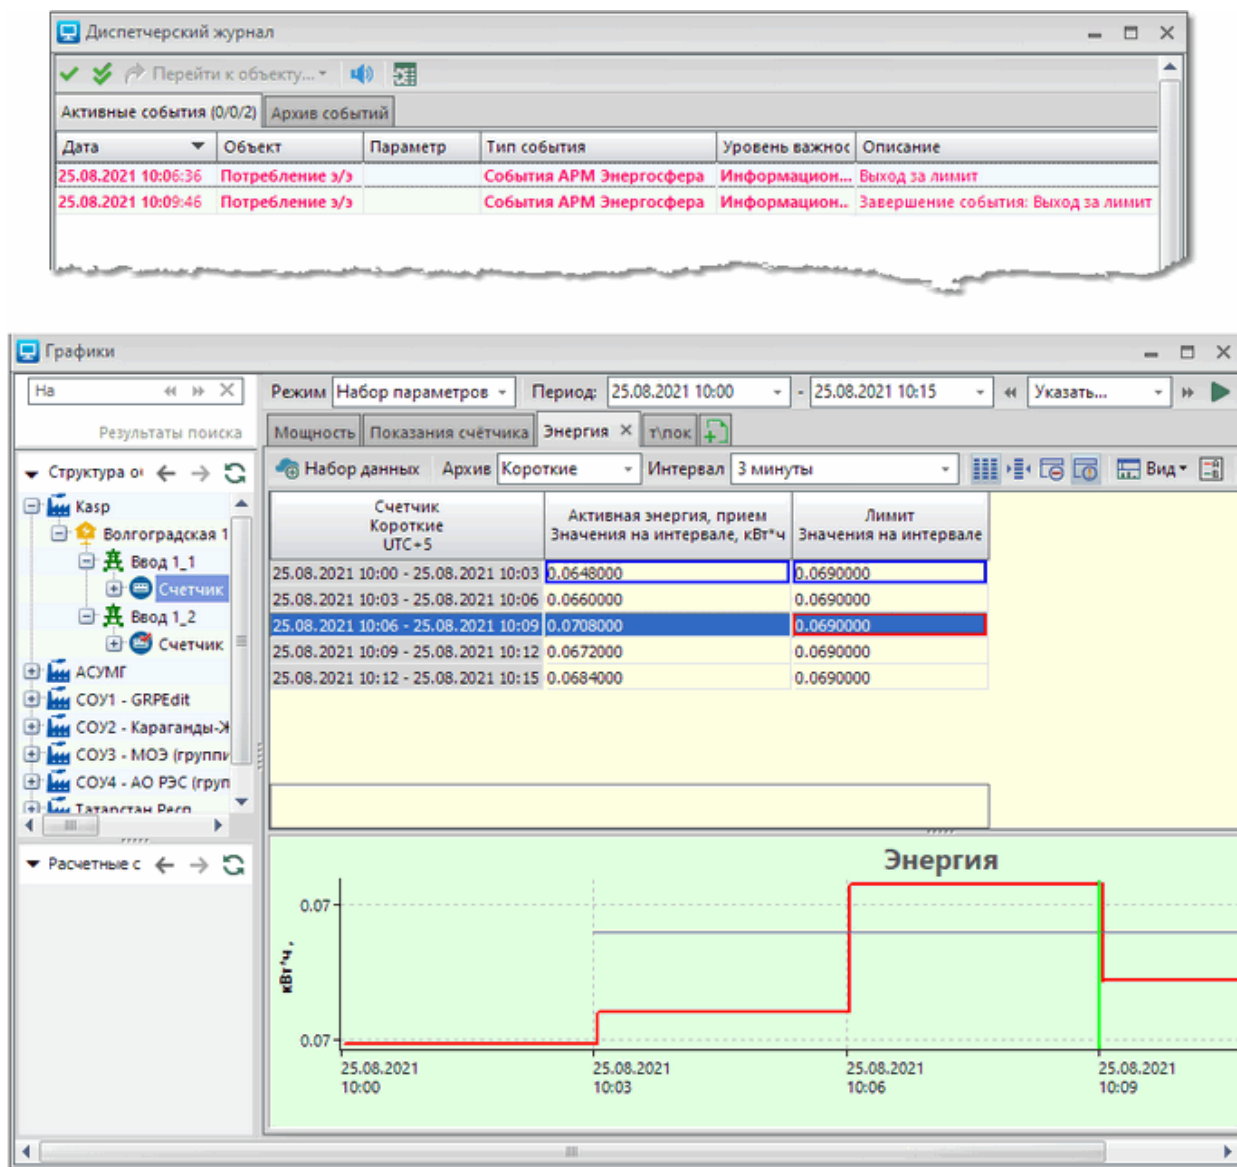 Диспетчерский журнал
Перейти к объекту...
Активные события (0/0/2) Архив событий
Дата Объект Параметр Тип события Уровень важнос Описание
25.08.2021 10:06:36 Потребление э/э События АРМ Энергосфера Информацион... Выход за лимит
25.08.2021 10:09:46 Потребление э/э События АРМ Энергосфера Информацион... Завершение события: Выход за лимит
Графики
На
Режим Набор параметров Период: 25.08.2021 10:00 - 25.08.2021 10:15 Указать...
Результаты поиска
Мощность Показания счётчика Энергия т\пок
Структура о
Набор данных Архив Короткие Интервал 3 минуты Вид
Kasp
Волгоградская 1
Ввод 1_1
Счетчик
Ввод 1_2
Счетчик
АСУМГ
СОУ1 - GRPEdit
СОУ2 - Караганды-Ж
СОУ3 - МОЭ (группи
СОУ4 - АО РЭС (груп
Татарстан Респ
Счетчик
Короткие
UTC+5
Активная энергия, прием
Значения на интервале, кВт*ч
Лимит
Значения на интервале
25.08.2021 10:00 - 25.08.2021 10:03 0.0648000 0.0690000
25.08.2021 10:03 - 25.08.2021 10:06 0.0660000 0.0690000
25.08.2021 10:06 - 25.08.2021 10:09 0.0708000 0.0690000
25.08.2021 10:09 - 25.08.2021 10:12 0.0672000 0.0690000
25.08.2021 10:12 - 25.08.2021 10:15 0.0684000 0.0690000
Расчетные с
Энергия
0.07
кВт*ч ,
0.07
25.08.2021
10:00
25.08.2021
10:03
25.08.2021
10:06
25.08.2021
10:09